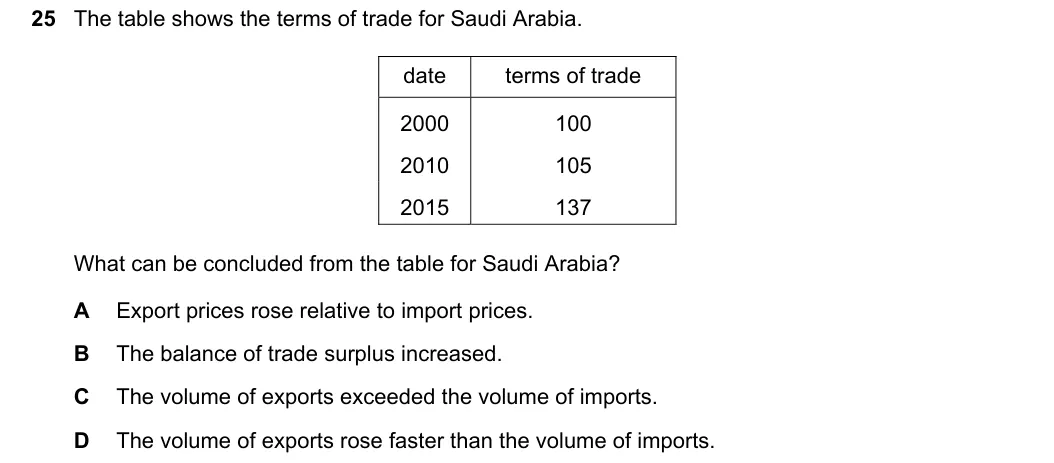 25 The table shows the terms of trade for Saudi Arabia.
date terms of trade
2000 100
2010 105
2015 137
What can be concluded from the table for Saudi Arabia?
A Export prices rose relative to import prices.
B The balance of trade surplus increased.
C The volume of exports exceeded the volume of imports.
D The volume of exports rose faster than the volume of imports.